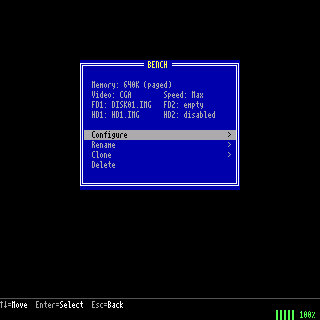 BENCH
Memory: 640K (paged)
Video: CGA Speed: Max
FD1: DISK01.IMG FD2: empty
HD1: HD1.IMG HD2: disabled
Configure >
Rename >
Clone >
Delete
↑↓=Move Enter=Select Esc=Back
100%